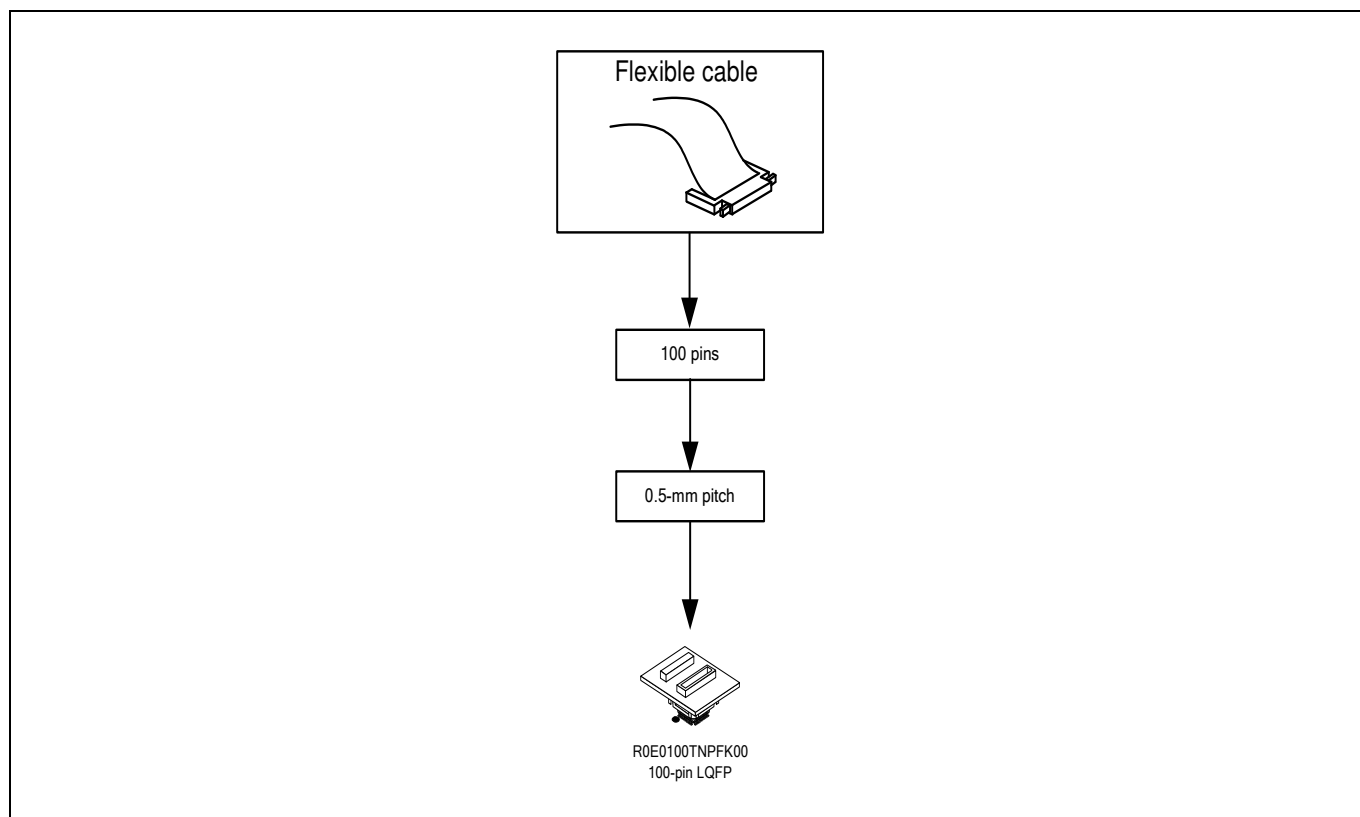 Flexible cable
100 pins
0.5-mm pitch
R0E0100TNPFK00
100-pin LQFP